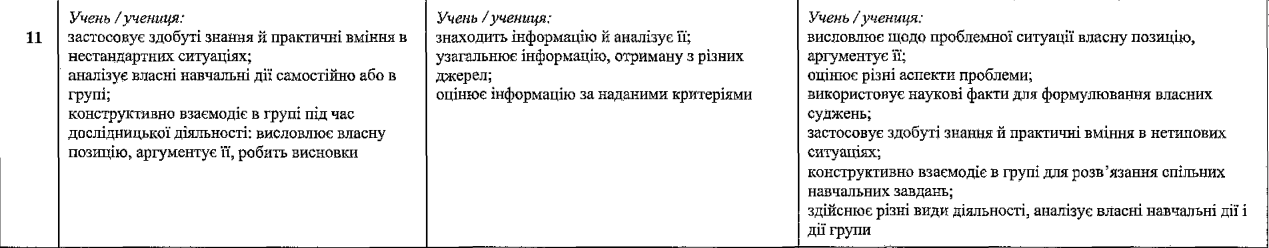 11
Учень / учениця:
застосовує здобуті знання й практичні вміння в
нестандартних ситуаціях;
аналізує власні навчальні дії самостійно або в
групі;
конструктивно взаємодіє в групі під час
дослідницької діяльності: висловлює власну
позицію, аргументує її, робить висновки
Учень / учениця:
знаходить інформацію й аналізує її;
узагальнює інформацію, отриману з різних
джерел;
оцінює інформацію за наданими критеріями
Учень / учениця:
висловлює щодо проблемної ситуації власну позицію,
аргументує її;
оцінює різні аспекти проблеми;
використовує наукові факти для формулювання власних
суджень;
застосовує здобуті знання й практичні вміння в нетипових
ситуаціях;
конструктивно взаємодіє в групі для розв’язання спільних
навчальних завдань;
здійснює різні види діяльності, аналізує власні навчальні дії і
дії групи